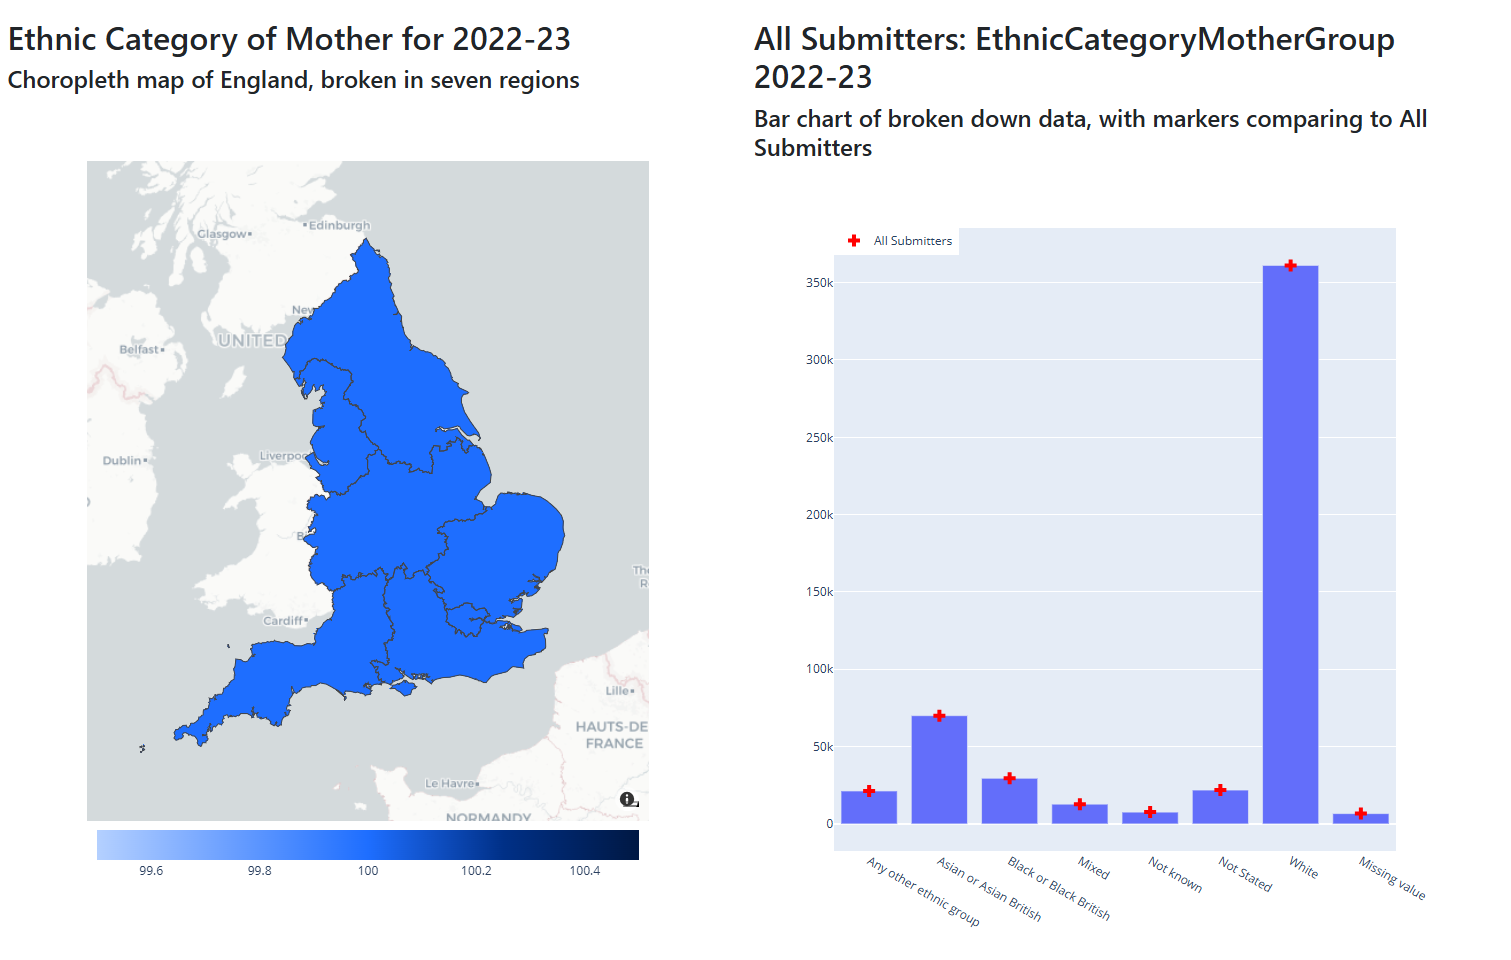 Ethnic Category of Mother for 2022-23
Choropleth map of England, broken in seven regions
Glasgow
Edinburgh
UNITED
Belfast
Dublin
Cardiff
Lille
HAUTS-DE
FRANCE
Le Havre
NORMANDY
99.6
99.8
100
100.2
100.4
All Submitters: EthnicCategoryMotherGroup
2022-23
Bar chart of broken down data, with markers comparing to All
Submitters
All Submitters
350k
300k
250k
200k
150k
100k
50k
0
Any other ethnic group
Asian or Asian British
Black or Black British
Mixed
Not known
Not Stated
White
Missing value